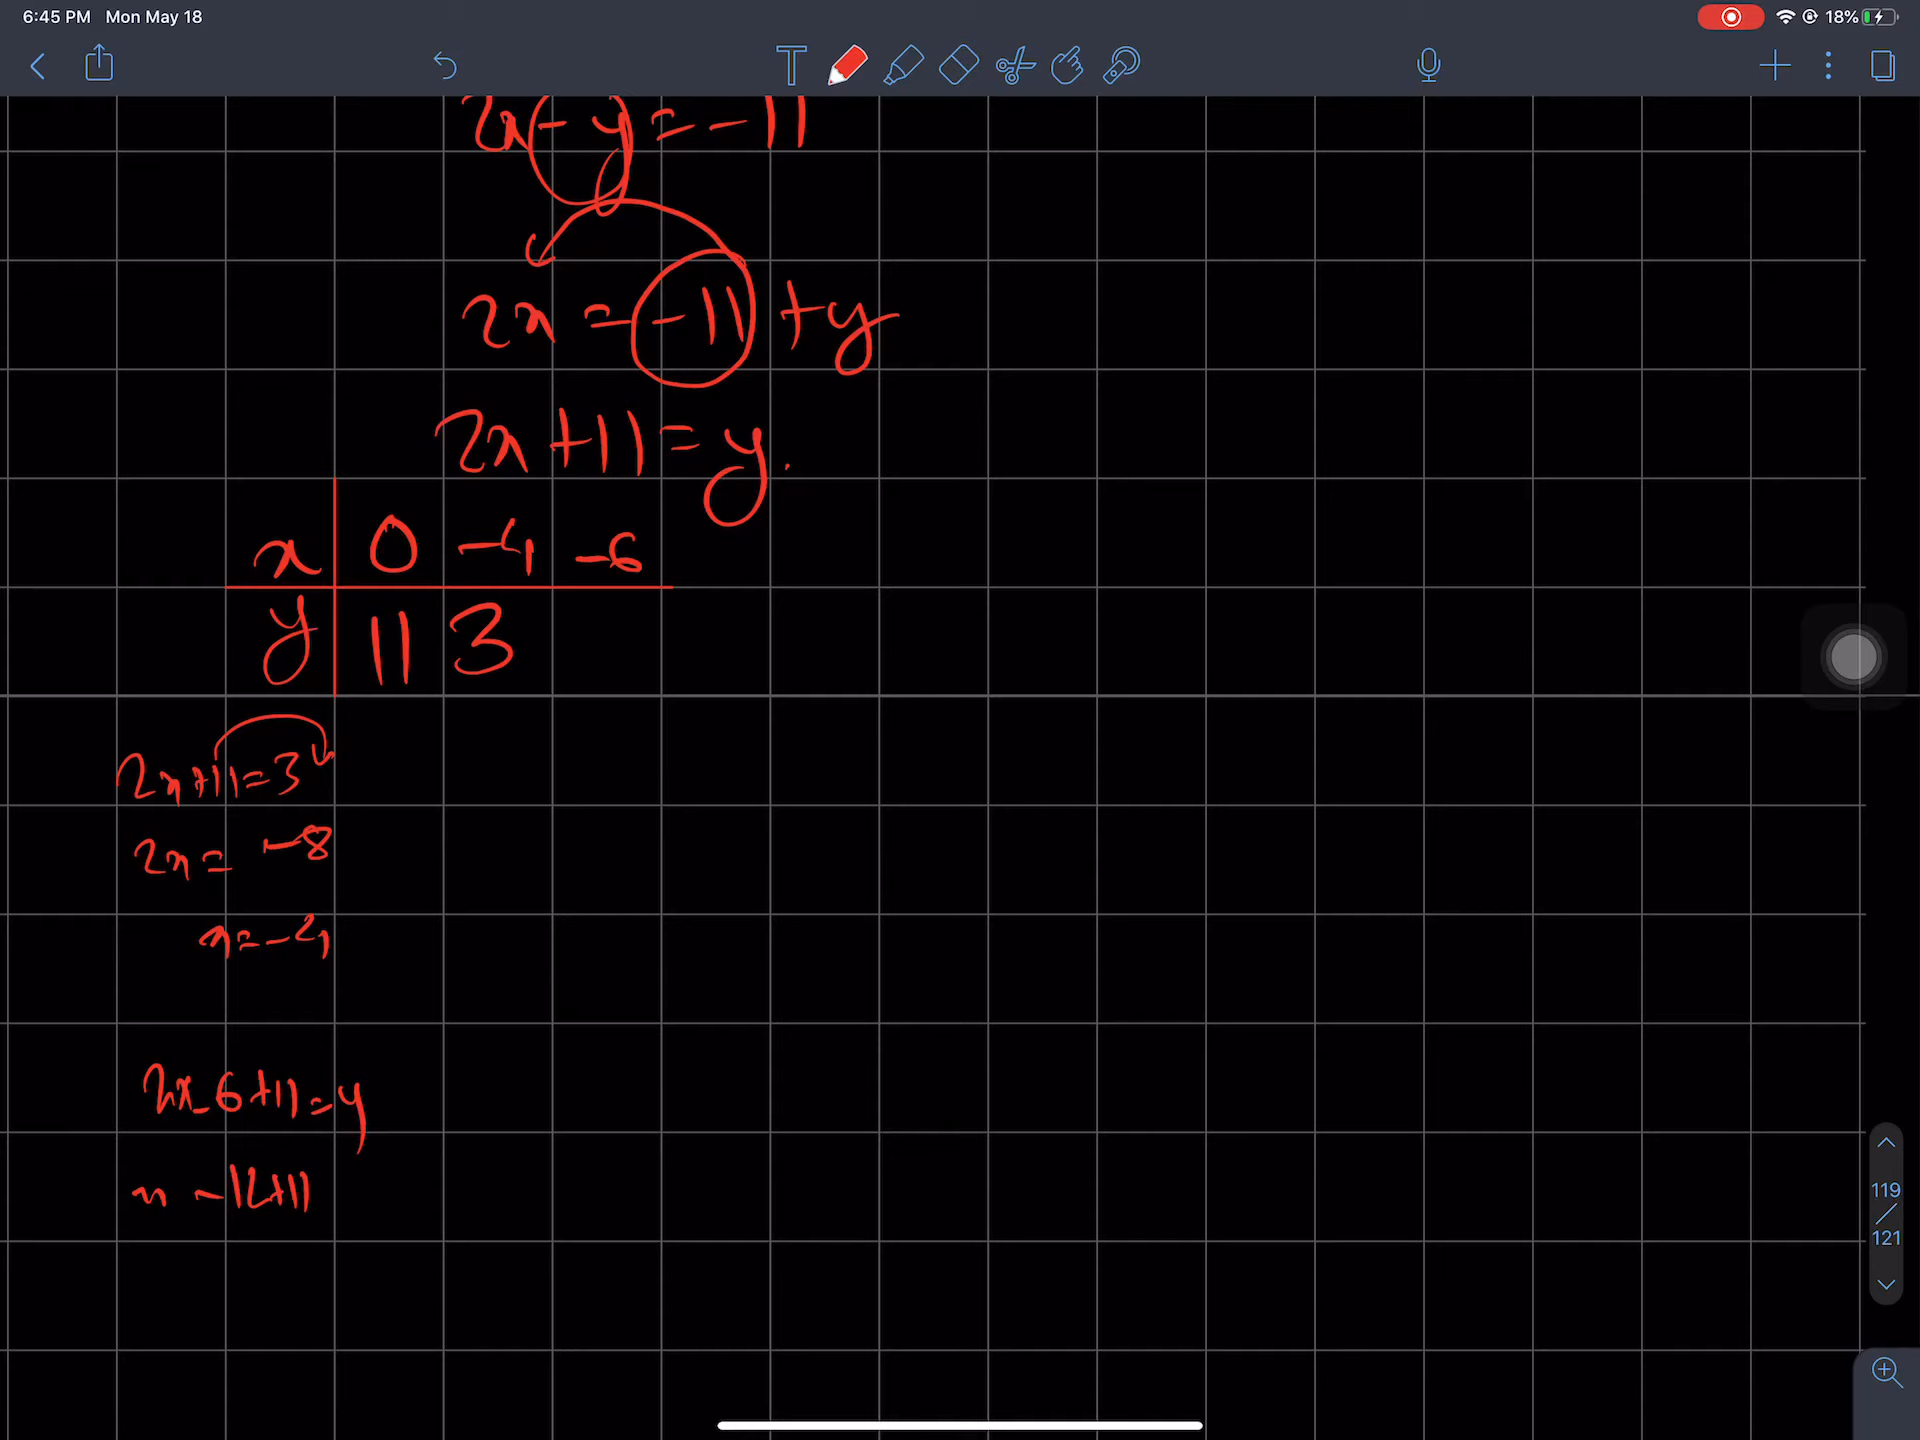 6:45 PM Mon May 18
18%
2x - y = -11
2x = -11 + y
2x + 11 = y.
x 0 -4 -6
y 11 3
2x+11=3
2x = -8
x = -4
2x-6+11=y
-12+11
119
/
121